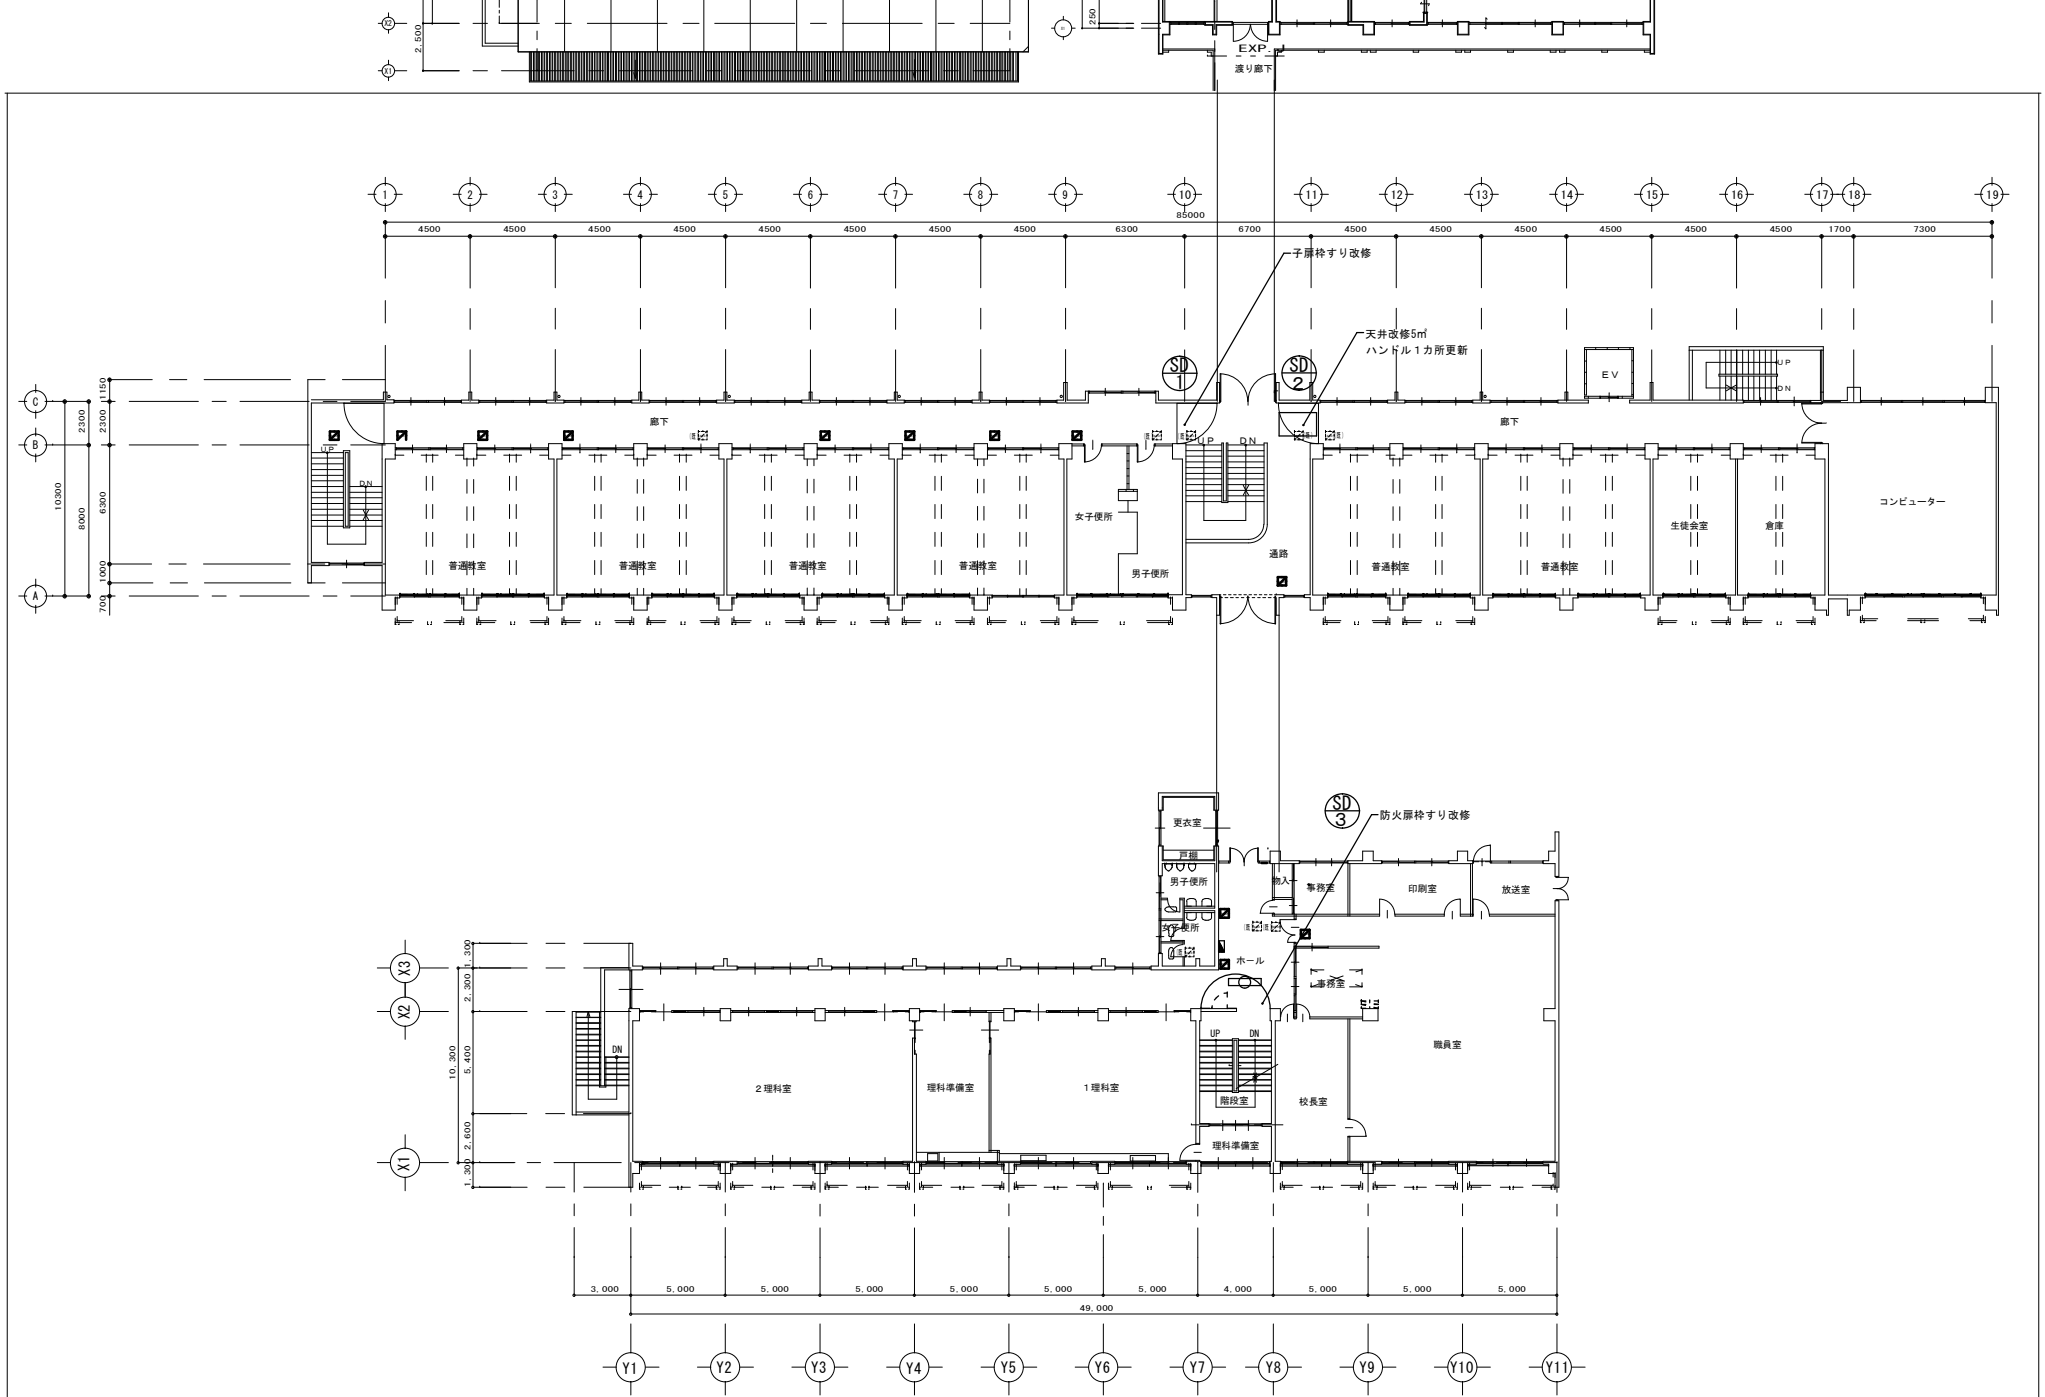 X2
2,500
X1
250
EXP. J
渡り廊下
1
2
3
4
5
6
7
8
9
10
11
12
13
14
15
16
17
18
19
85000
4500
4500
4500
4500
4500
4500
4500
4500
6300
6700
4500
4500
4500
4500
4500
4500
1700
7300
子扉枠すり改修
天井改修5㎡
ハンドル1カ所更新
SD
1
SD
2
EV
UP
DN
C
B
A
1150
2300
2300
10300
8000
6300
1000
700
廊下
廊下
UP
DN
UP
DN
普通教室
普通教室
普通教室
普通教室
女子便所
男子便所
通路
普通教室
普通教室
生徒会室
倉庫
コンピューター
SD
3
防火扉枠すり改修
更衣室
戸棚
男子便所
女子便所
物入
事務室
印刷室
放送室
ホール
事務室
職員室
X3
X2
X1
1,300
2,300
10,300
5,400
2,600
1,300
DN
UP
DN
2理科室
理科準備室
1理科室
階段室
理科準備室
校長室
3,000
5,000
5,000
5,000
5,000
5,000
5,000
4,000
5,000
5,000
5,000
49,000
Y1
Y2
Y3
Y4
Y5
Y6
Y7
Y8
Y9
Y10
Y11